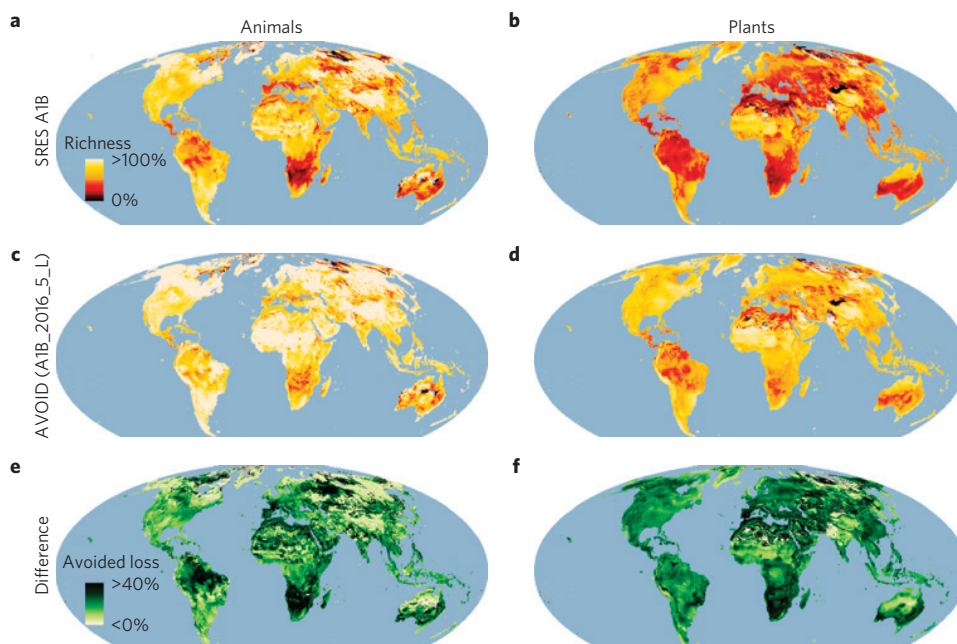 a
Animals
b
Plants
SRES A1B
Richness
>100%
0%
c
d
AVOID (A1B_2016_5_L)
e
f
Difference
Avoided loss
>40%
<0%